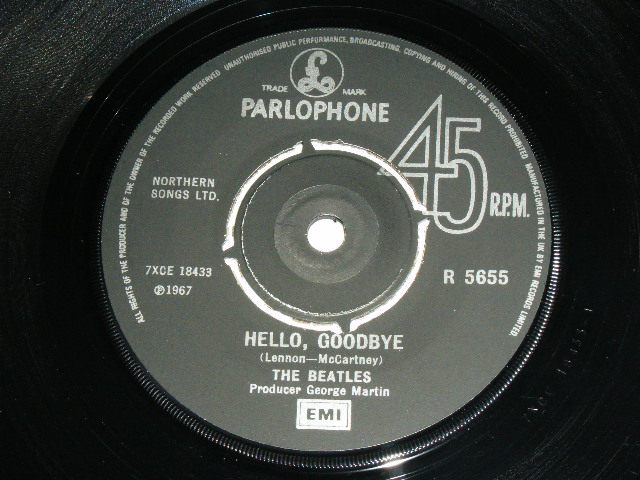 ALL RIGHTS OF THE PRODUCER AND OF THE OWNER OF THE RECORDED WORK RESERVED UNAUTHORISED PUBLIC PERFORMANCE, BROADCASTING, COPYING AND HIRING OF THIS RECORD PROHIBITED MANUFACTURED IN THE UK BY EMI RECORDS LIMITED
£
TRADE MARK
PARLOPHONE
45
R.P.M.
NORTHERN
SONGS LTD.
7XCE 18433
℗1967
R 5655
HELLO, GOODBYE
(Lennon—McCartney)
THE BEATLES
Producer George Martin
EMI